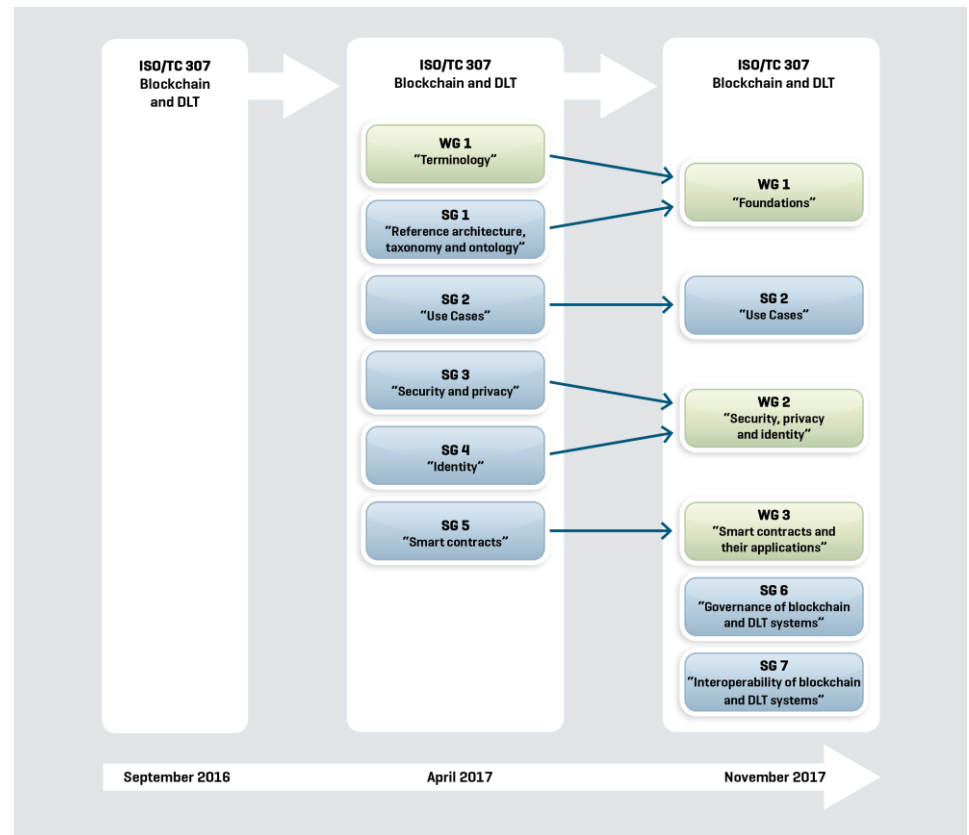 ISO/TC 307
Blockchain
and DLT
ISO/TC 307
Blockchain and DLT
WG 1
“Terminology”
SG 1
“Reference architecture,
taxonomy and ontology”
SG 2
“Use Cases”
SG 3
“Security and privacy”
SG 4
“Identity”
SG 5
“Smart contracts”
ISO/TC 307
Blockchain and DLT
WG 1
“Foundations”
SG 2
“Use Cases”
WG 2
“Security, privacy
and identity”
WG 3
“Smart contracts and
their applications”
SG 6
“Governance of blockchain
and DLT systems”
SG 7
“Interoperability of blockchain
and DLT systems”
September 2016
April 2017
November 2017